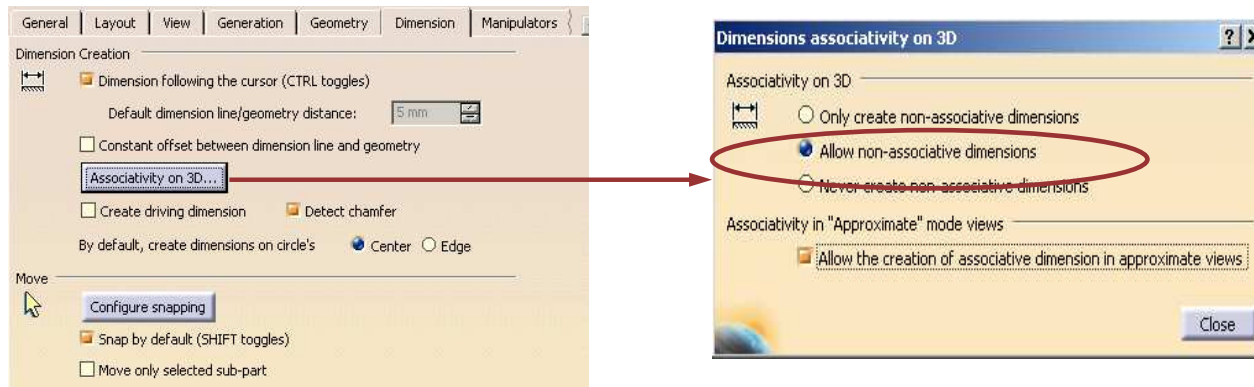 General Layout View Generation Geometry Dimension Manipulators
Dimension Creation
Dimension following the cursor (CTRL toggles)
Default dimension line/geometry distance: 5 mm
Constant offset between dimension line and geometry
Associativity on 3D...
Create driving dimension Detect chamfer
By default, create dimensions on circle's Center Edge
Move
Configure snapping
Snap by default (SHIFT toggles)
Move only selected sub-part
Dimensions associativity on 3D
Associativity on 3D
Only create non-associative dimensions
Allow non-associative dimensions
Never create non-associative dimensions
Associativity in "Approximate" mode views
Allow the creation of associative dimension in approximate views
Close